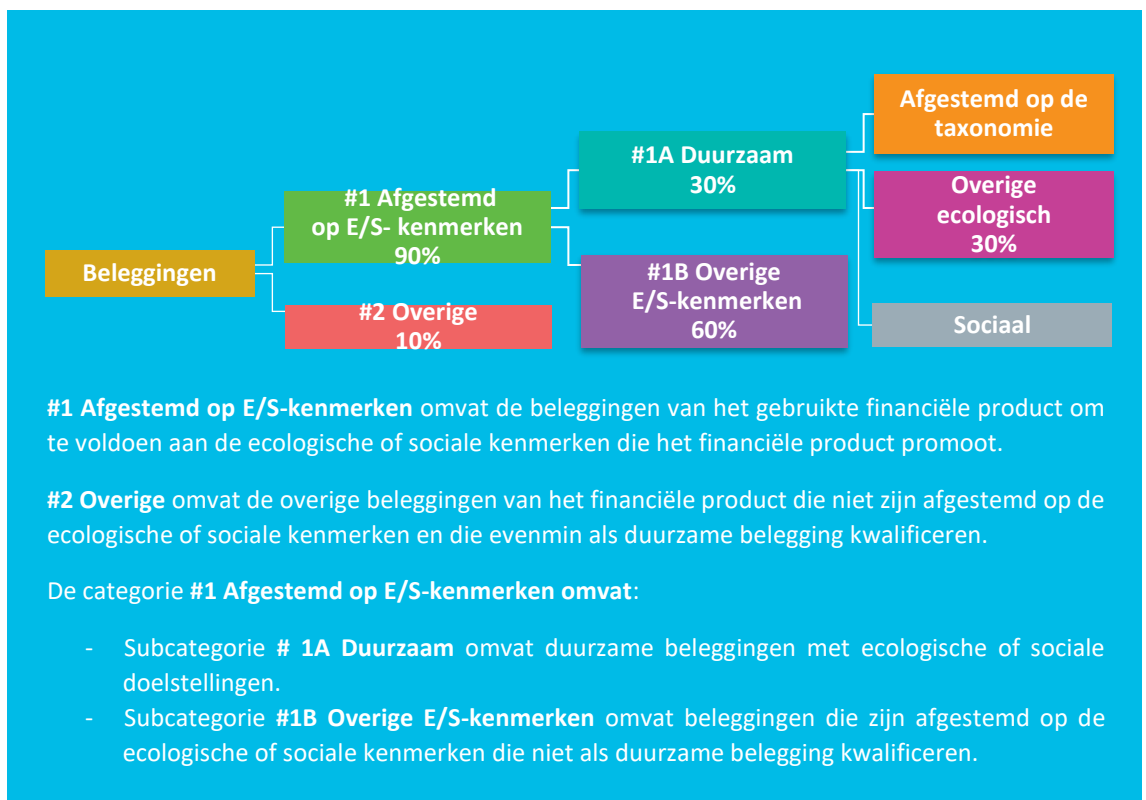 Beleggingen
#1 Afgestemd
op E/S- kenmerken
90%
#2 Overige
10%
#1A Duurzaam
30%
#1B Overige
E/S-kenmerken
60%
Afgestemd op de
taxonomie
Overige
ecologisch
30%
Sociaal
#1 Afgestemd op E/S-kenmerken omvat de beleggingen van het gebruikte financiële product om
te voldoen aan de ecologische of sociale kenmerken die het financiële product promoot.
#2 Overige omvat de overige beleggingen van het financiële product die niet zijn afgestemd op de
ecologische of sociale kenmerken en die evenmin als duurzame belegging kwalificeren.
De categorie #1 Afgestemd op E/S-kenmerken omvat:
- Subcategorie # 1A Duurzaam omvat duurzame beleggingen met ecologische of sociale
doelstellingen.
- Subcategorie #1B Overige E/S-kenmerken omvat beleggingen die zijn afgestemd op de
ecologische of sociale kenmerken die niet als duurzame belegging kwalificeren.